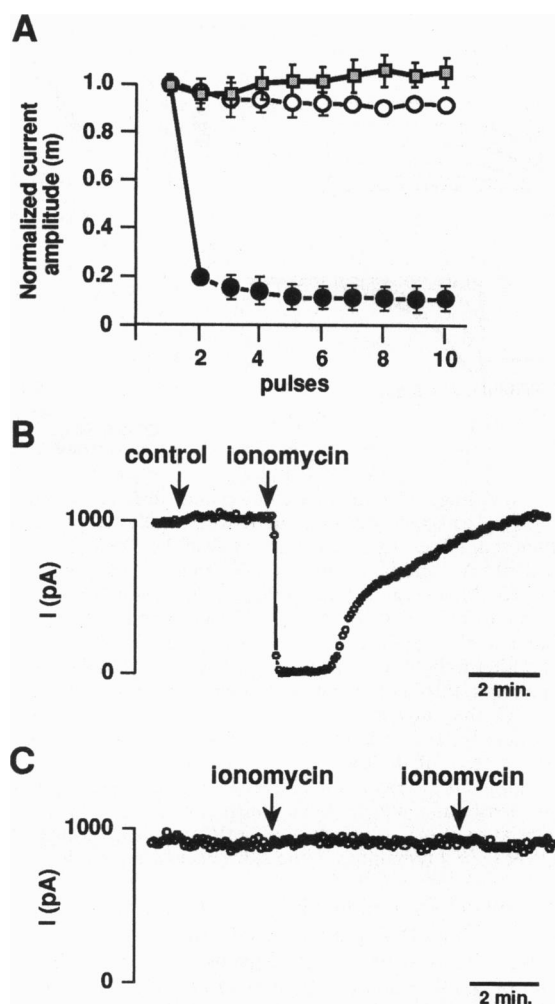 A
Normalized current
amplitude (m)
1.0
0.8
0.6
0.4
0.2
0
2 4 6 8 10
pulses
B
control ionomycin
1000
I (pA)
0
2 min.
C
ionomycin ionomycin
1000
I (pA)
0
2 min.